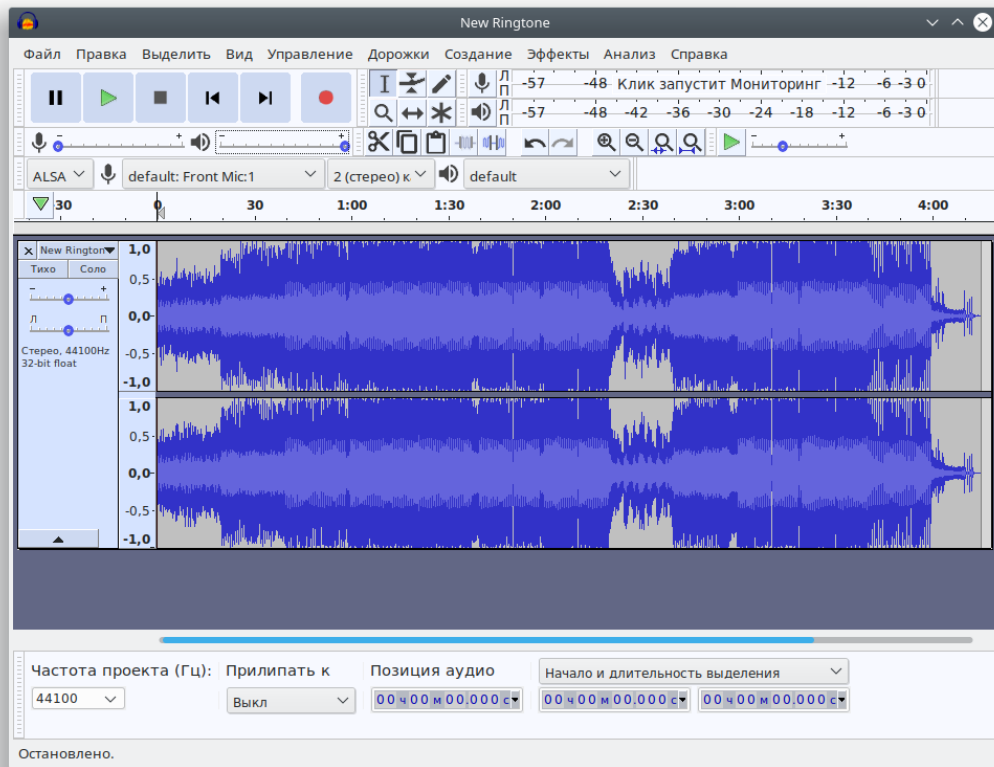 New Ringtone
Файл Правка Выделить Вид Управление Дорожки Создание Эффекты Анализ Справка
Л П -57 -48 Клик запустит Мониторинг -12 -6 -3 0
Л П -57 -48 -42 -36 -30 -24 -18 -12 -6 -3 0
- + - + - +
ALSA default: Front Mic:1 2 (стерео) к. default
30 0 30 1:00 1:30 2:00 2:30 3:00 3:30 4:00
New Rington 1,0
Тихо Соло
0,5
- +
0,0
Л П
Стерео, 44100Hz -0,5
32-bit float
-1,0
1,0
0,5
0,0
-0,5
-1,0
Частота проекта (Гц): Прилипать к Позиция аудио Начало и длительность выделения
44100 Выкл 00 ч 00 м 00.000 с 00 ч 00 м 00.000 с 00 ч 00 м 00.000 с
Остановлено.